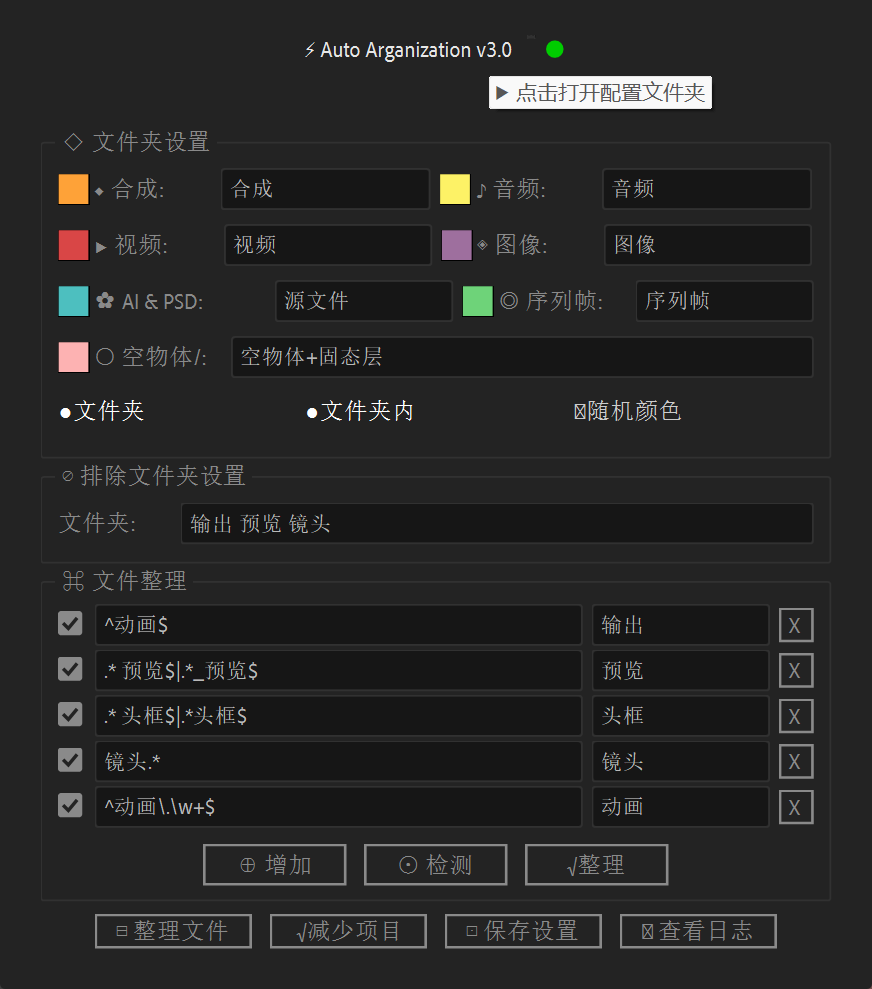 ⚡ Auto Arganization v3.0
▶ 点击打开配置文件夹
◇ 文件夹设置
◆ 合成: 合成 ♪ 音频: 音频
▶ 视频: 视频 ◈ 图像: 图像
✿ AI & PSD: 源文件 ◎ 序列帧: 序列帧
○ 空物体/: 空物体+固态层
●文件夹 ●文件夹内 随机颜色
⊘ 排除文件夹设置
文件夹: 输出 预览 镜头
⌘ 文件整理
^动画$ 输出 X
.* 预览$|.*_预览$ 预览 X
.* 头框$|.*头框$ 头框 X
镜头.* 镜头 X
^动画\.\w+$ 动画 X
⊕ 增加 ⊙ 检测 √整理
⊟ 整理文件 √减少项目 ⊡ 保存设置 查看日志